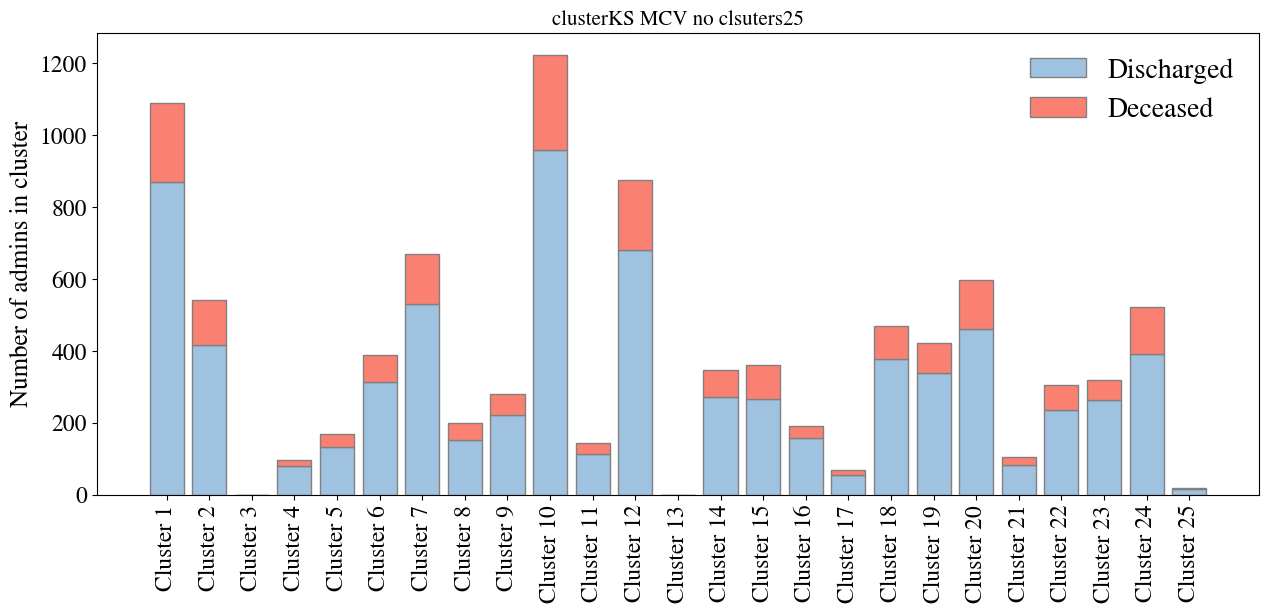 clusterKS MCV no clsuters25
Discharged
Deceased
Number of admins in cluster
1200
1000
800
600
400
200
0
Cluster 1
Cluster 2
Cluster 3
Cluster 4
Cluster 5
Cluster 6
Cluster 7
Cluster 8
Cluster 9
Cluster 10
Cluster 11
Cluster 12
Cluster 13
Cluster 14
Cluster 15
Cluster 16
Cluster 17
Cluster 18
Cluster 19
Cluster 20
Cluster 21
Cluster 22
Cluster 23
Cluster 24
Cluster 25